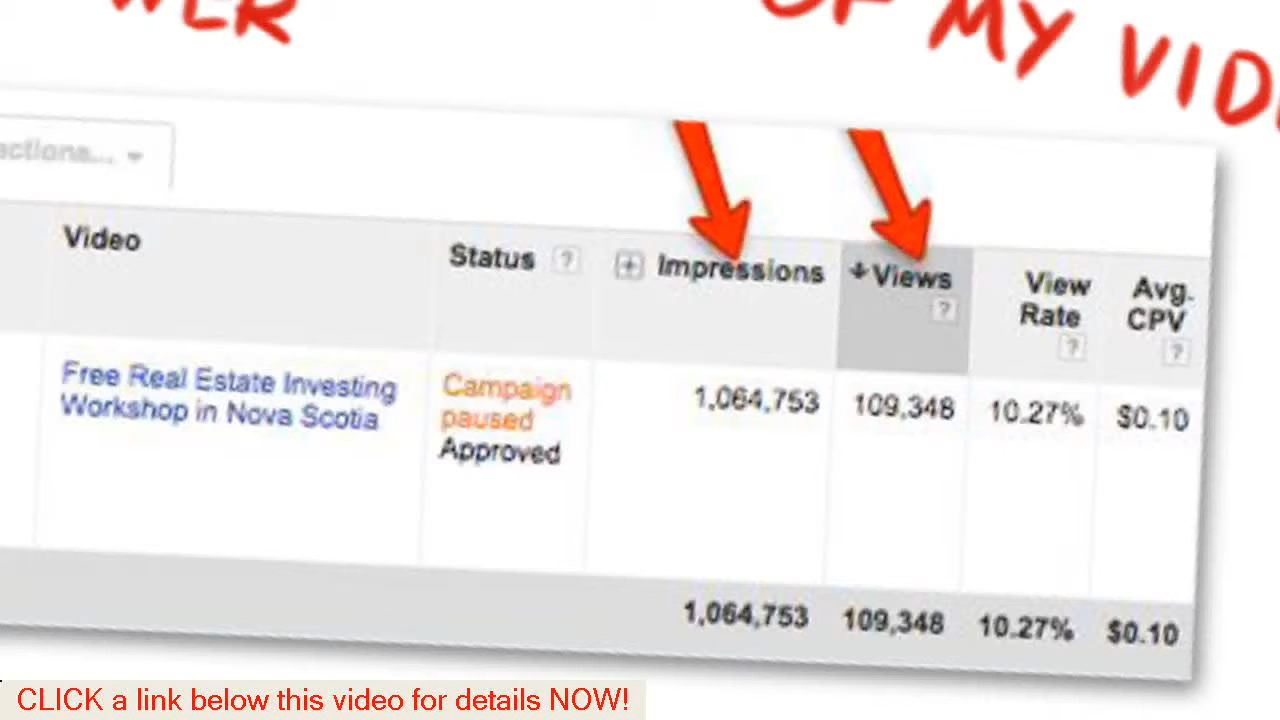 OF MY
actions...
Video
Status ?
Impressions
Views
?
View
Rate
?
Avg.
CPV
?
Free Real Estate Investing
Workshop in Nova Scotia
Campaign
paused
Approved
1,064,753
109,348
10.27%
$0.10
1,064,753
109,348
10.27%
$0.10
CLICK a link below this video for details NOW!